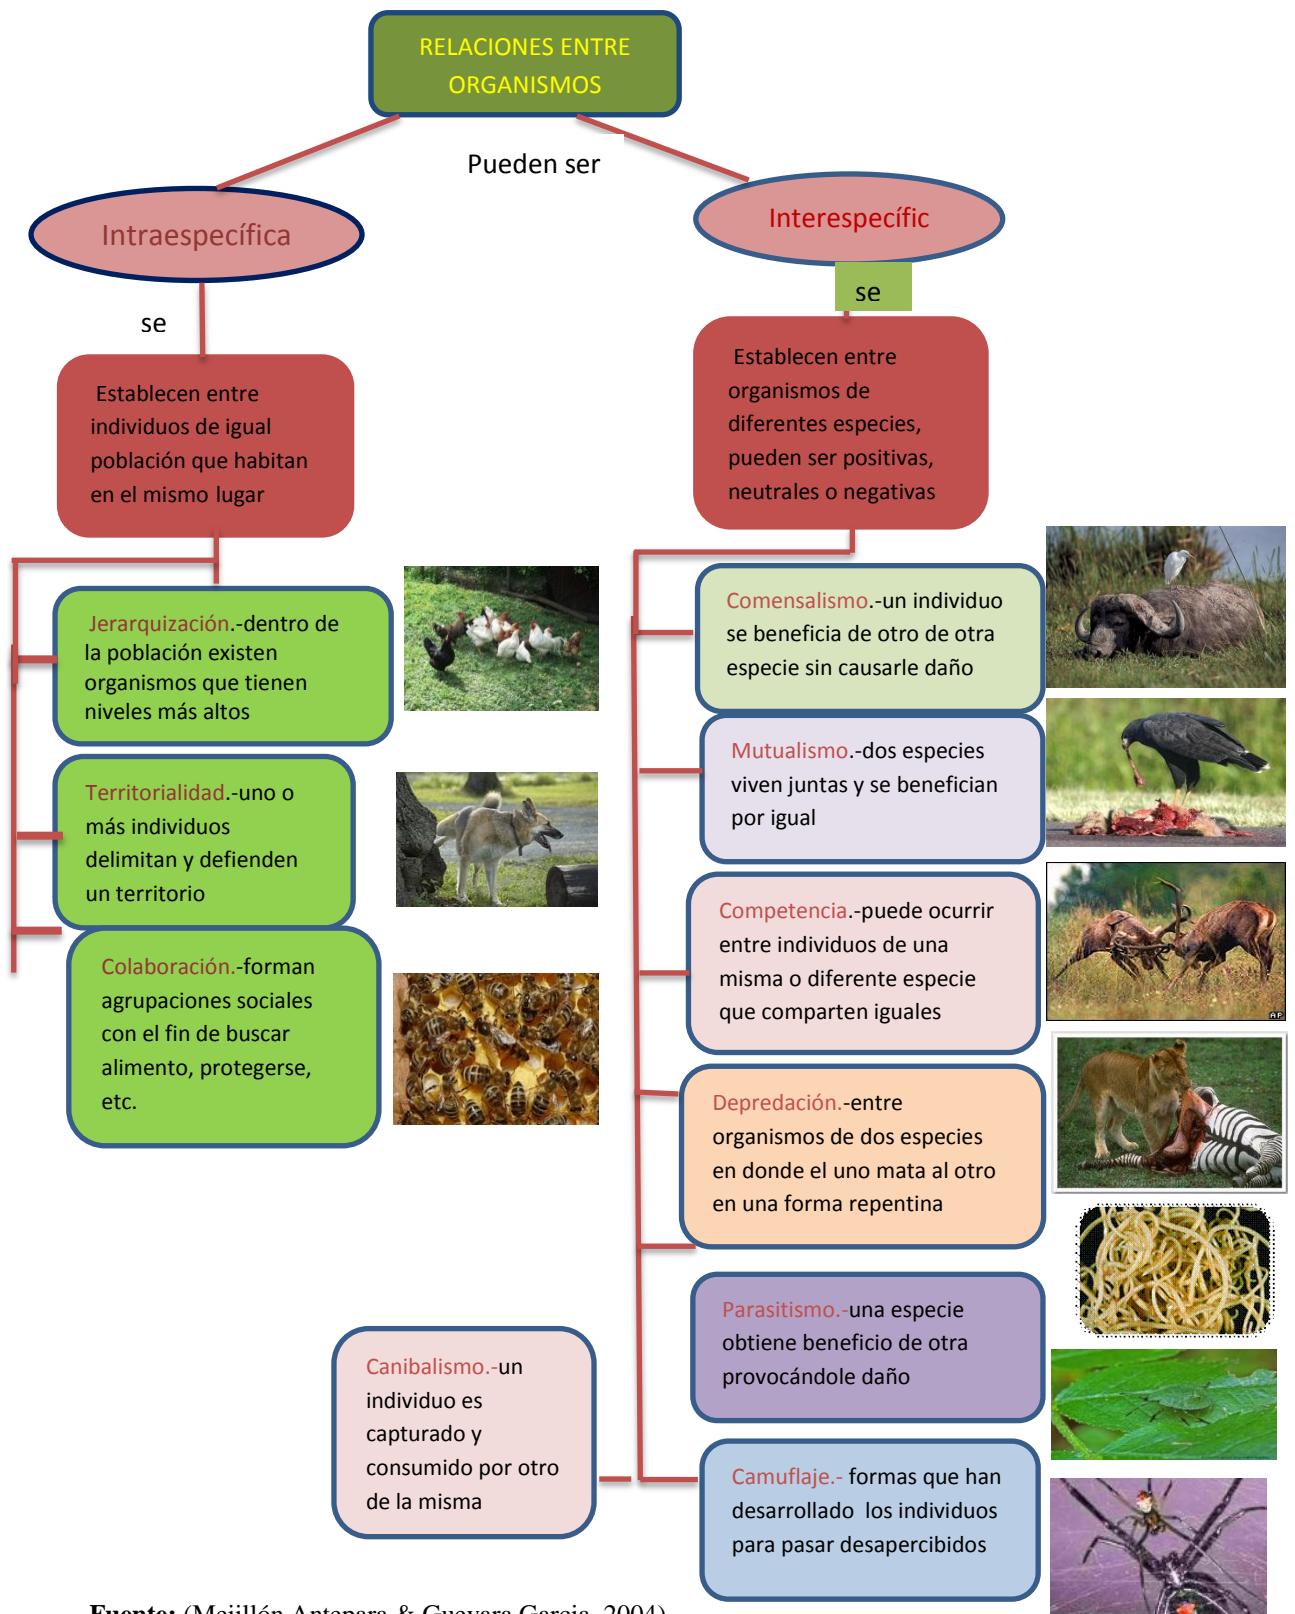 RELACIONES ENTRE
ORGANISMOS
Pueden ser
Intraespecífica
se
Establecen entre
individuos de igual
población que habitan
en el mismo lugar
Jerarquización.-dentro de
la población existen
organismos que tienen
niveles más altos
Territorialidad.-uno o
más individuos
delimitan y defienden
un territorio
Colaboración.-forman
agrupaciones sociales
con el fin de buscar
alimento, protegerse,
etc.
Interespecífic
se
Establecen entre
organismos de
diferentes especies,
pueden ser positivas,
neutrales o negativas
Comensalismo.-un individuo
se beneficia de otro de otra
especie sin causarle daño
Mutualismo.-dos especies
viven juntas y se benefician
por igual
Competencia.-puede ocurrir
entre individuos de una
misma o diferente especie
que comparten iguales
AP
Depredación.-entre
organismos de dos especies
en donde el uno mata al otro
en una forma repentina
Parasitismo.-una especie
obtiene beneficio de otra
provocándole daño
Canibalismo.-un
individuo es
capturado y
consumido por otro
de la misma
Camuflaje.- formas que han
desarrollado los individuos
para pasar desapercibidos
Fuente: (Mejillón Antepara & Guevara Garcia, 2004)